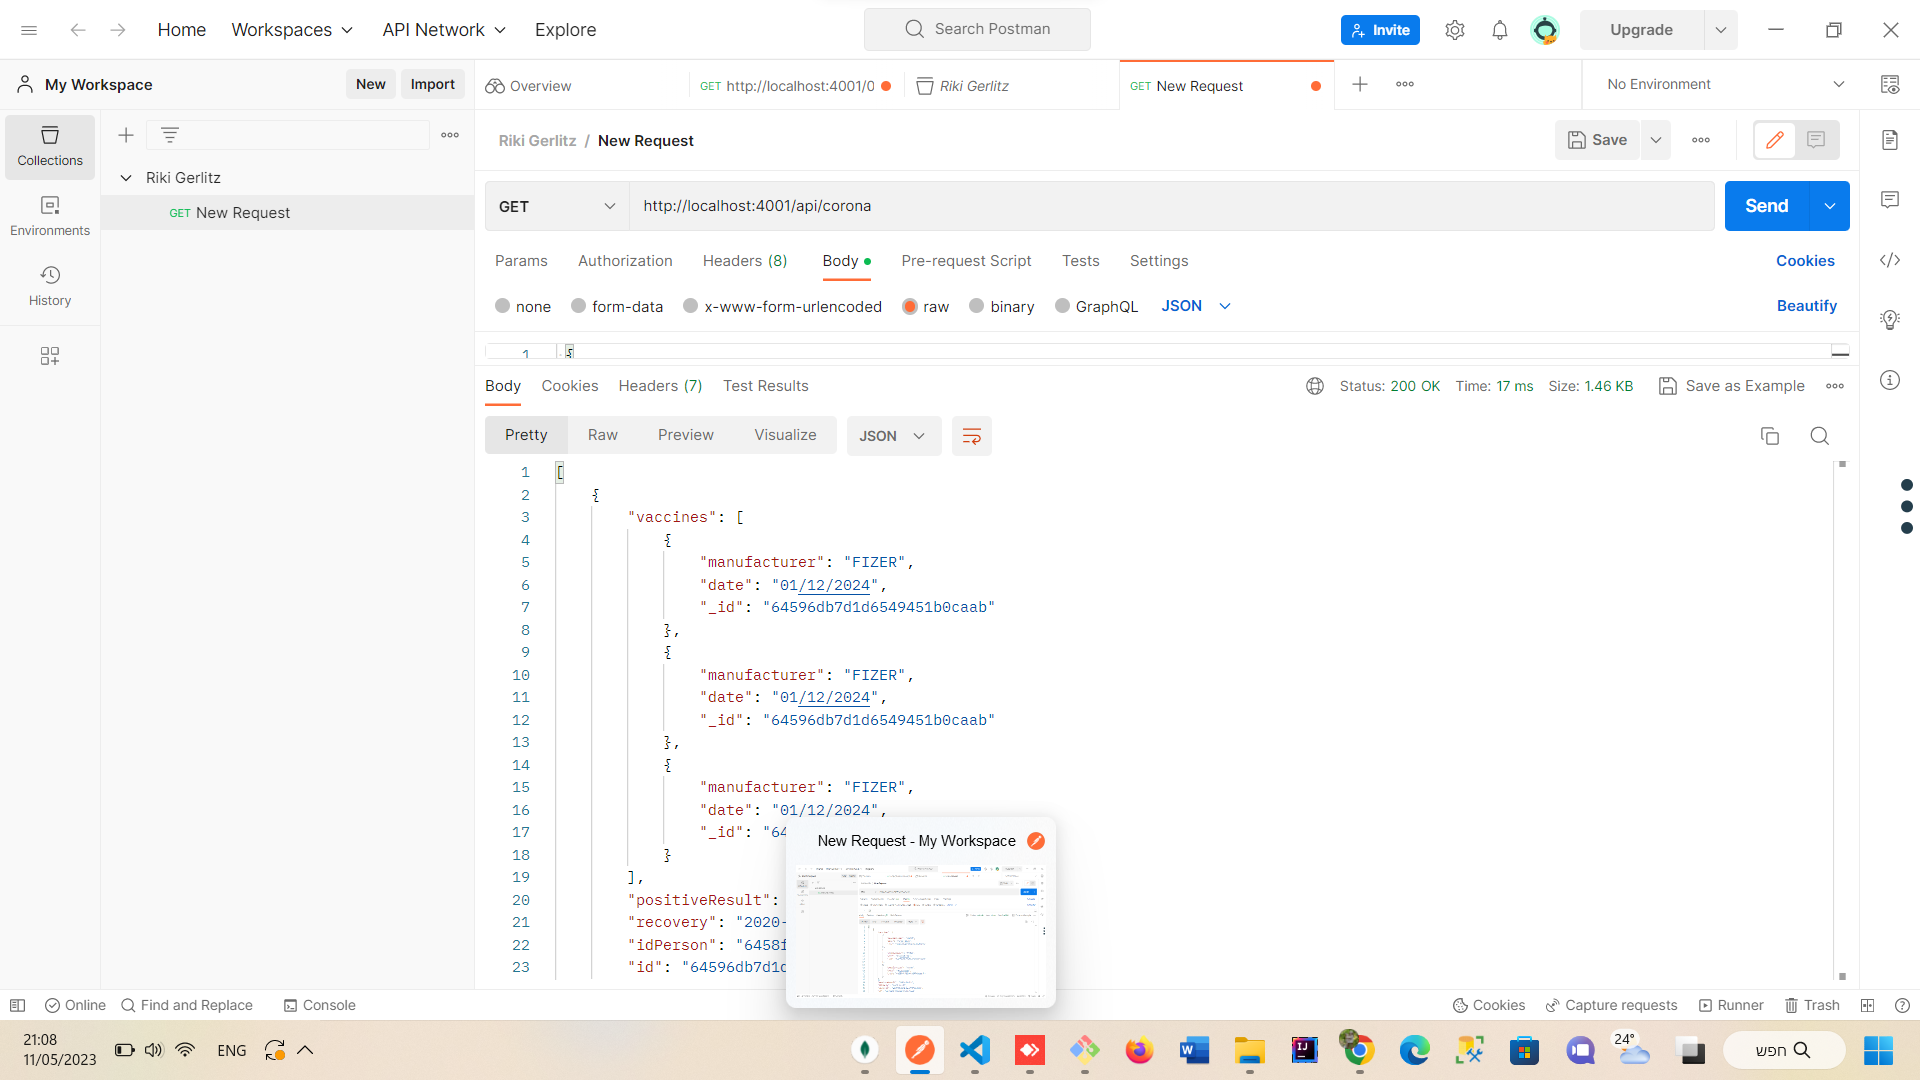 Home
Workspaces
API Network
Explore
Search Postman
Invite
Upgrade
My Workspace
New
Import
Overview
GET http://localhost:4001/0
Riki Gerlitz
GET New Request
No Environment
Collections
Environments
History
Riki Gerlitz
GET New Request
Riki Gerlitz / New Request
Save
GET
http://localhost:4001/api/corona
Send
Params
Authorization
Headers (8)
Body
Pre-request Script
Tests
Settings
Cookies
none
form-data
x-www-form-urlencoded
raw
binary
GraphQL
JSON
Beautify
1 {
Body
Cookies
Headers (7)
Test Results
Status: 200 OK
Time: 17 ms
Size: 1.46 KB
Save as Example
Pretty
Raw
Preview
Visualize
JSON
1 [
2 {
3 "vaccines": [
4 {
5 "manufacturer": "FIZER",
6 "date": "01/12/2024",
7 "_id": "64596db7d1d6549451b0caab"
8 },
9 {
10 "manufacturer": "FIZER",
11 "date": "01/12/2024",
12 "_id": "64596db7d1d6549451b0caab"
13 },
14 {
15 "manufacturer": "FIZER",
16 "date": "01/12/2024",
17 "_id": "64
18 }
19 ],
20 "positiveResult":
21 "recovery": "2020-
22 "idPerson": "6458f
23 "id": "64596db7d1d
New Request - My Workspace
Online
Find and Replace
Console
Cookies
Capture requests
Runner
Trash
21:08
11/05/2023
ENG
24°
חפש